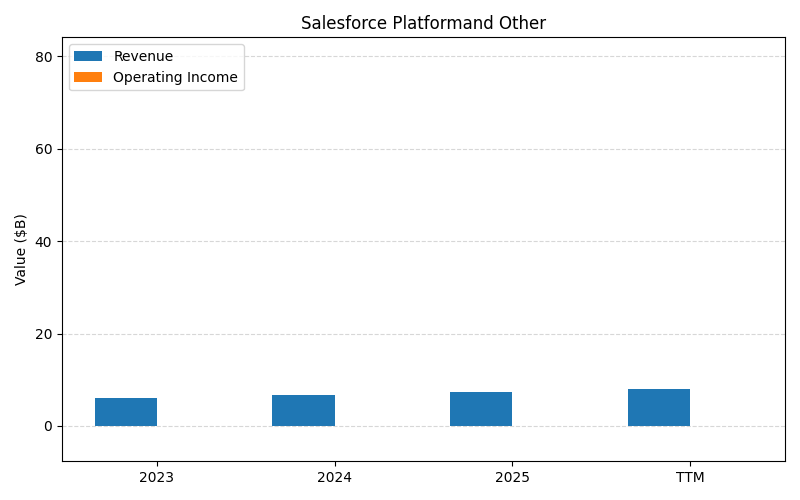 Salesforce Platformand Other
Revenue
Operating Income
Value ($B)
80
60
40
20
0
2023
2024
2025
TTM